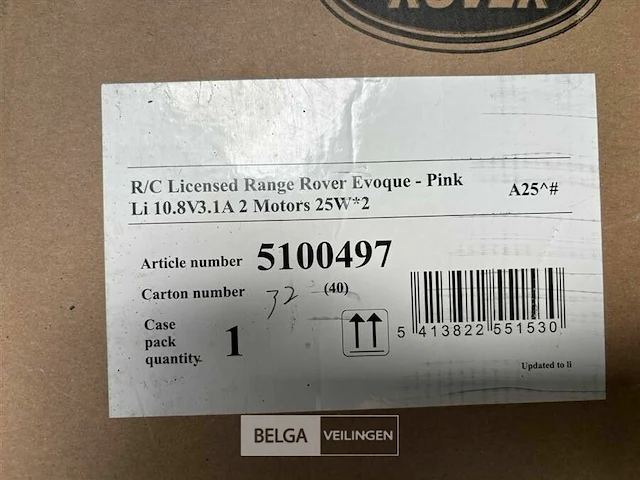 ROVER
R/C Licensed Range Rover Evoque - Pink
Li 10.8V3.1A 2 Motors 25W*2
A25^#
Article number 5100497
Carton number 32 (40)
Case
pack
quantity 1
5 413822 551530
Updated to li
BELGA VEILINGEN